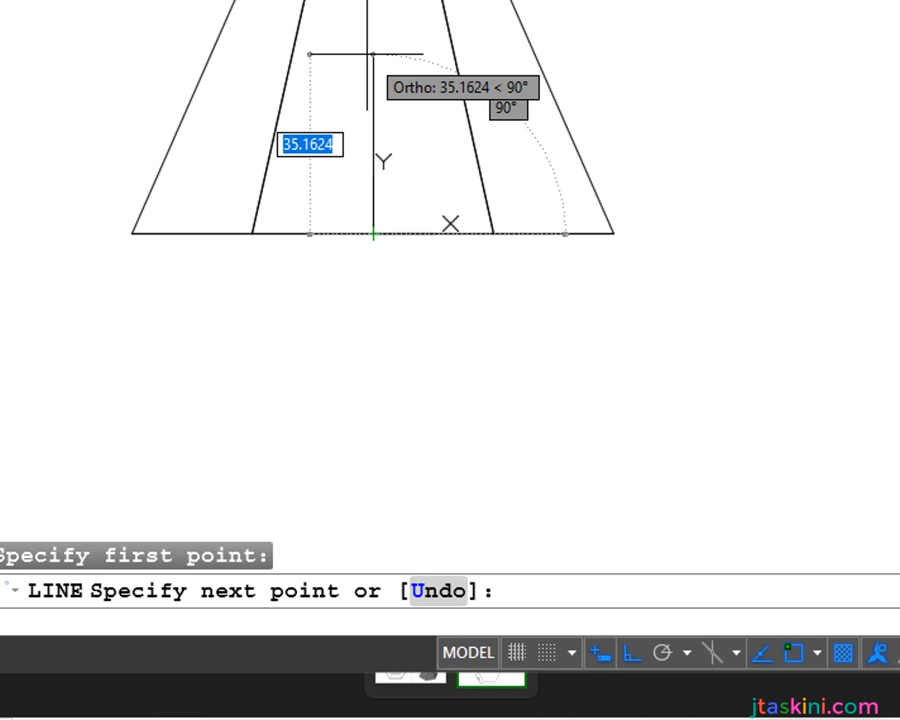 Ortho: 35.1624 < 90°
90°
35.1624
Y
X
Specify first point:
LINE Specify next point or [Undo]:
MODEL
jtaskini.com